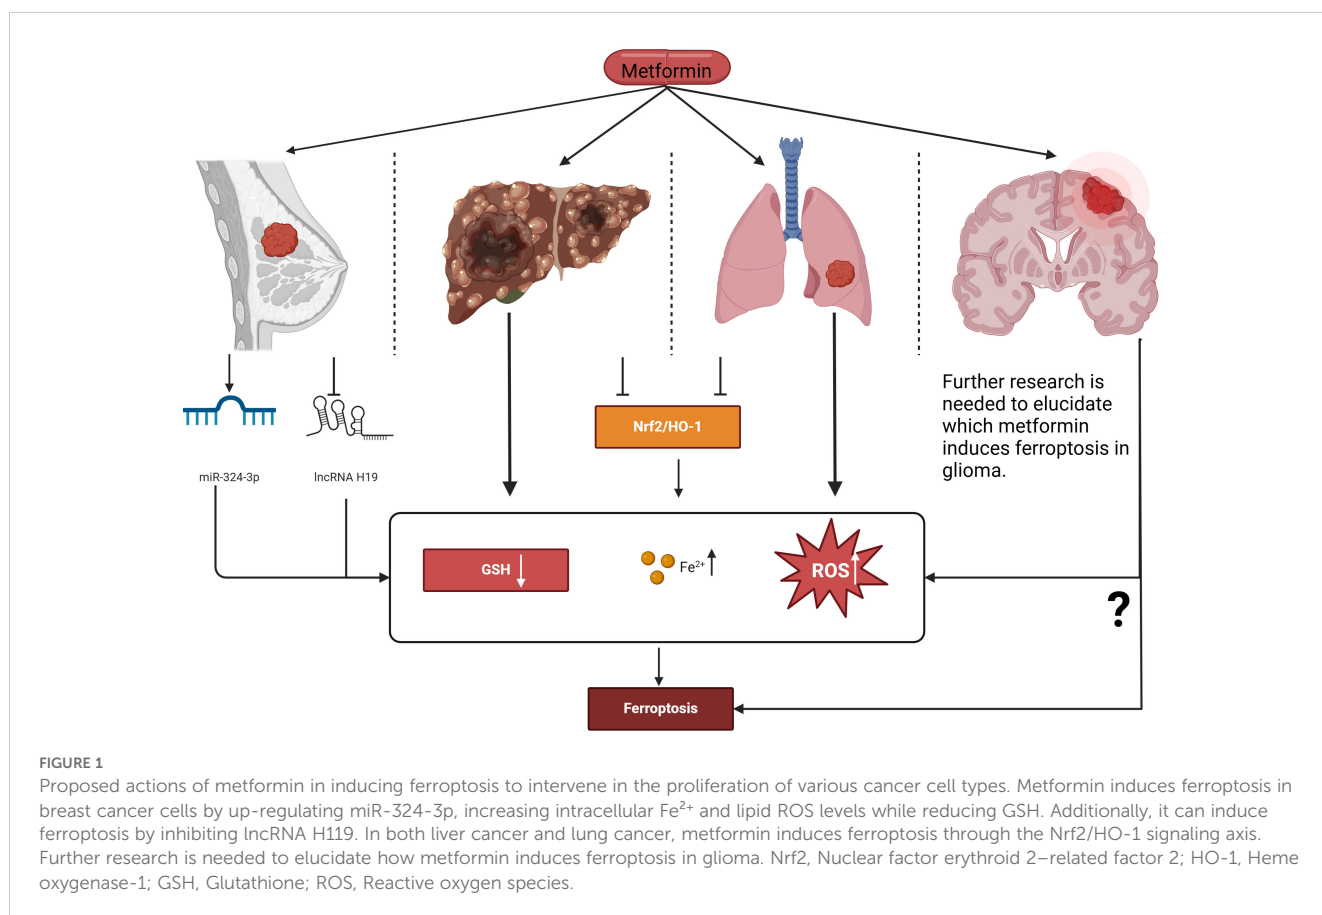 Metformin
Further research is
needed to elucidate
which metformin
induces ferroptosis in
glioma.
Nrf2/HO-1
miR-324-3p
lncRNA H19
GSH
Fe²⁺
ROS
?
Ferroptosis
FIGURE 1
Proposed actions of metformin in inducing ferroptosis to intervene in the proliferation of various cancer cell types. Metformin induces ferroptosis in
breast cancer cells by up-regulating miR-324-3p, increasing intracellular Fe²⁺ and lipid ROS levels while reducing GSH. Additionally, it can induce
ferroptosis by inhibiting lncRNA H119. In both liver cancer and lung cancer, metformin induces ferroptosis through the Nrf2/HO-1 signaling axis.
Further research is needed to elucidate how metformin induces ferroptosis in glioma. Nrf2, Nuclear factor erythroid 2–related factor 2; HO-1, Heme
oxygenase-1; GSH, Glutathione; ROS, Reactive oxygen species.